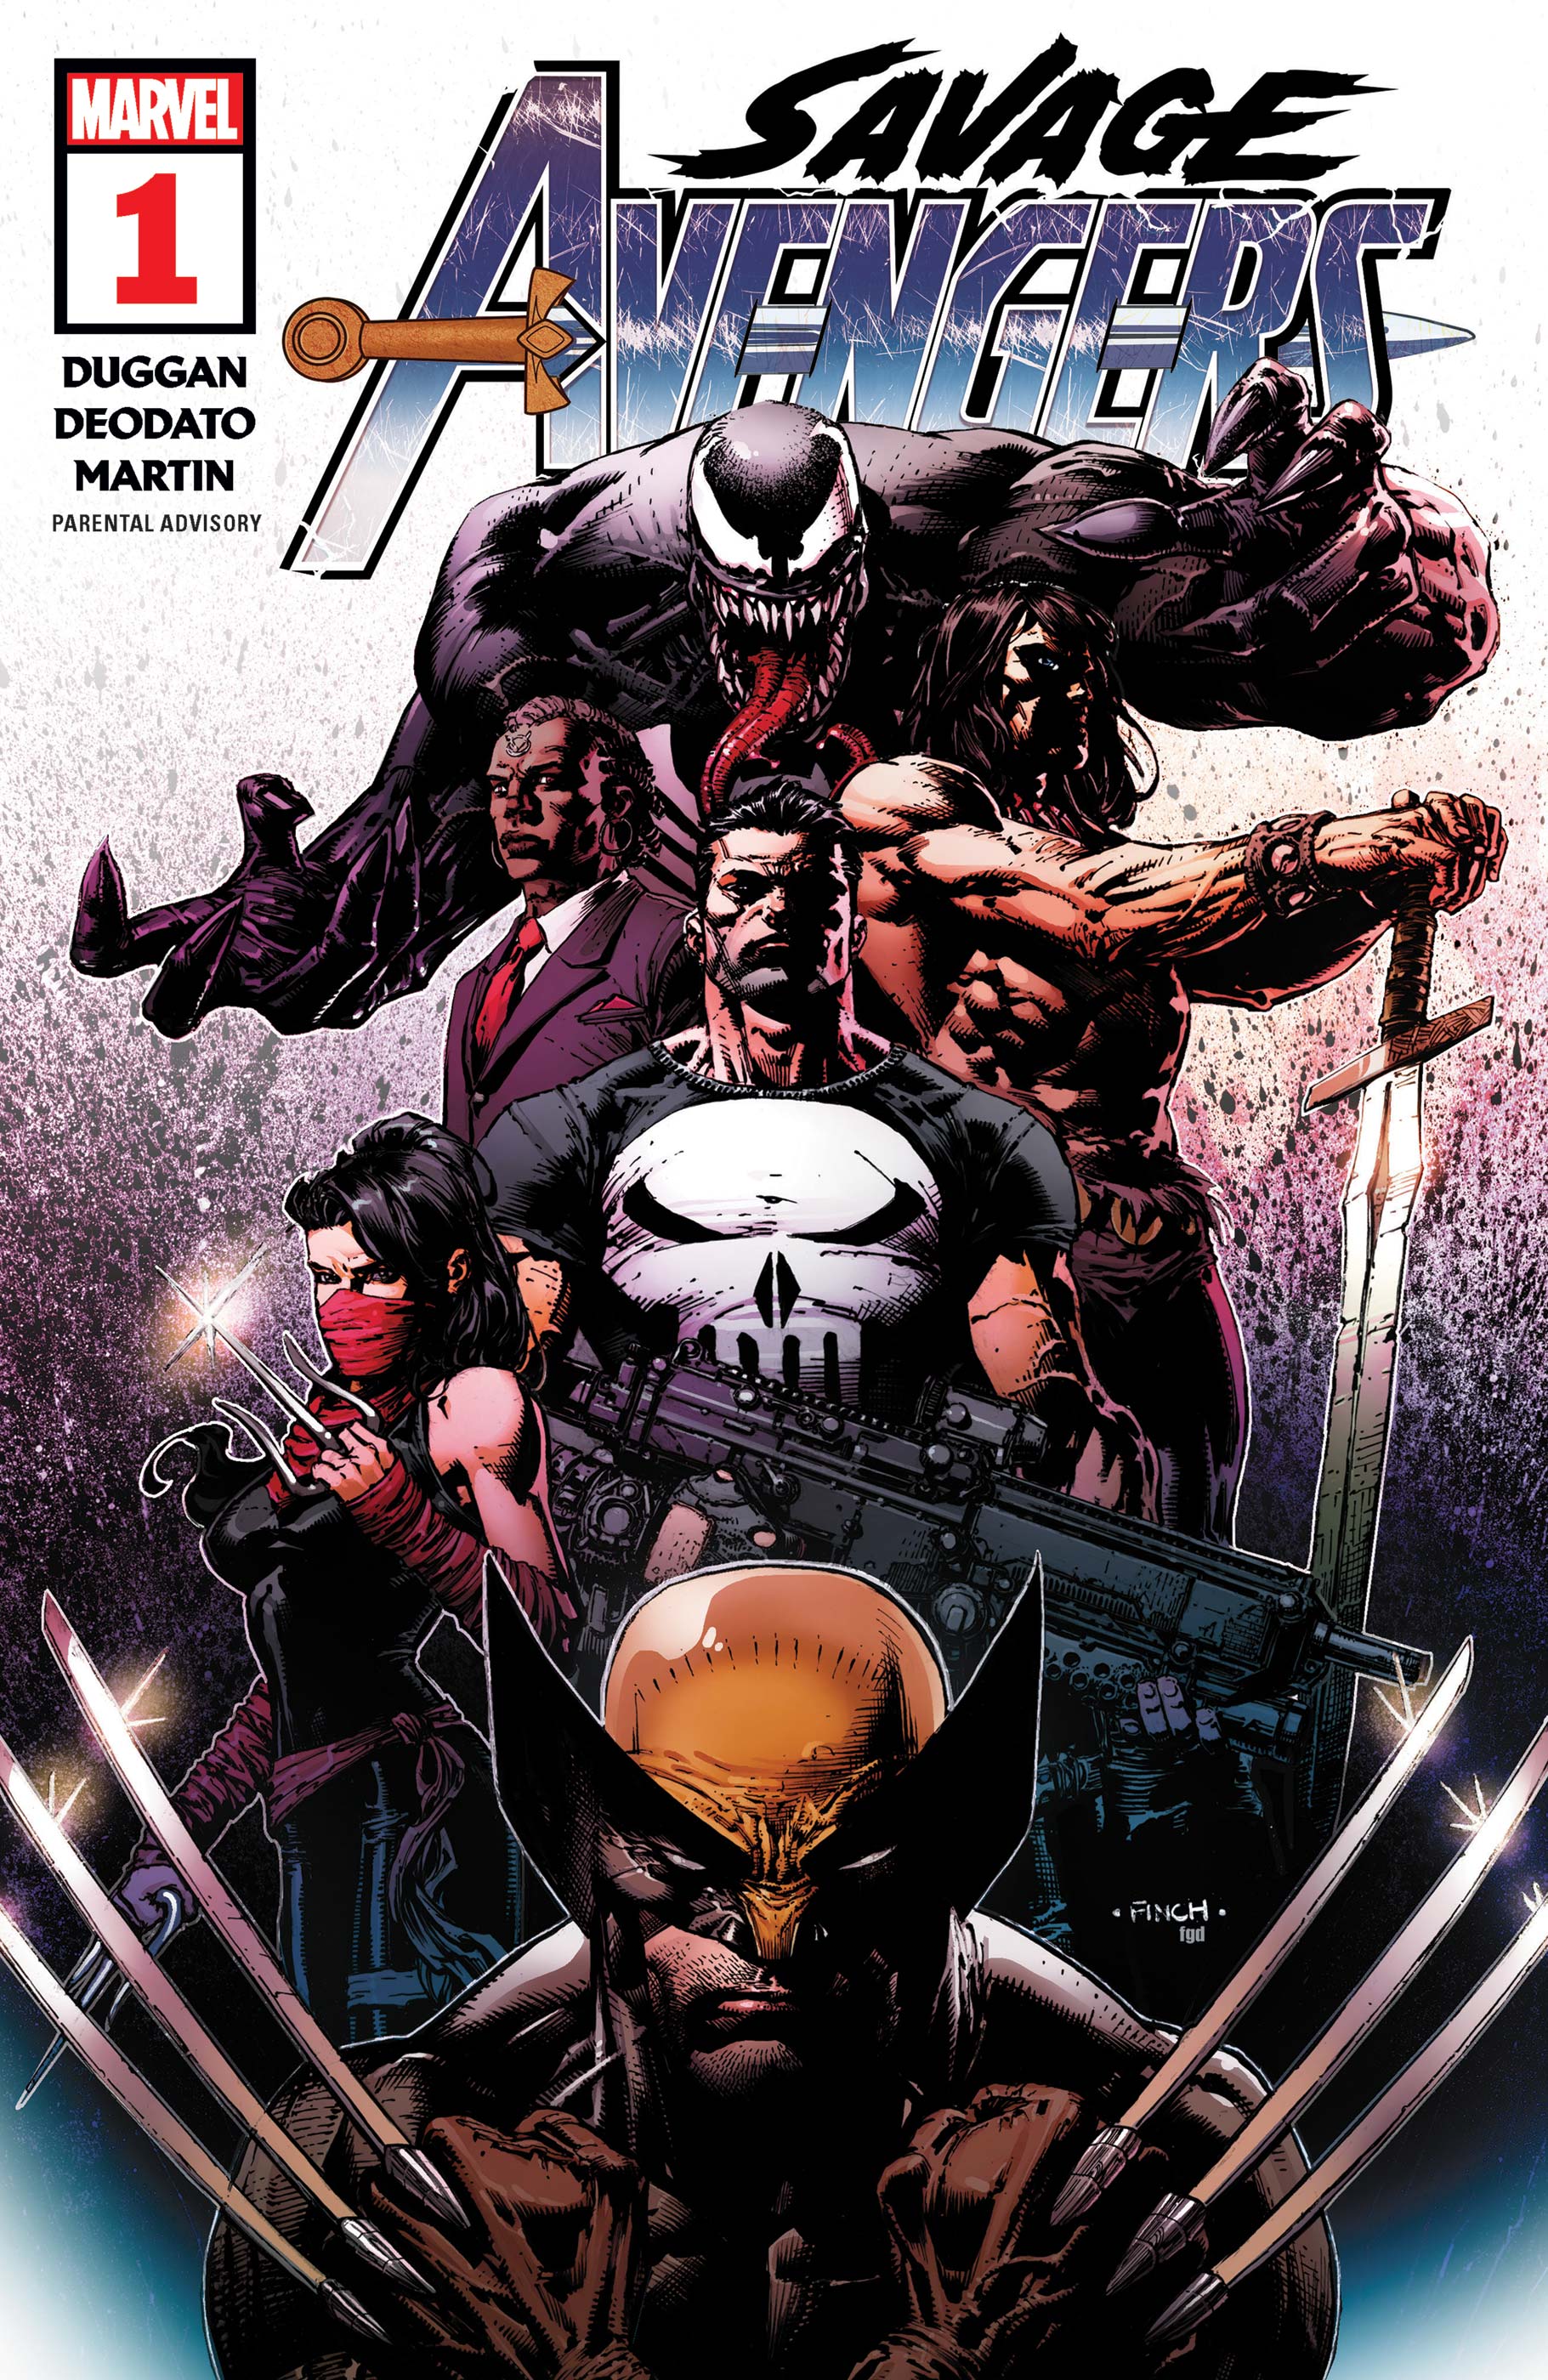 MARVEL
1
DUGGAN
DEODATO
MARTIN
PARENTAL ADVISORY
SAVAGE
AVENGERS
• FINCH •
fgd